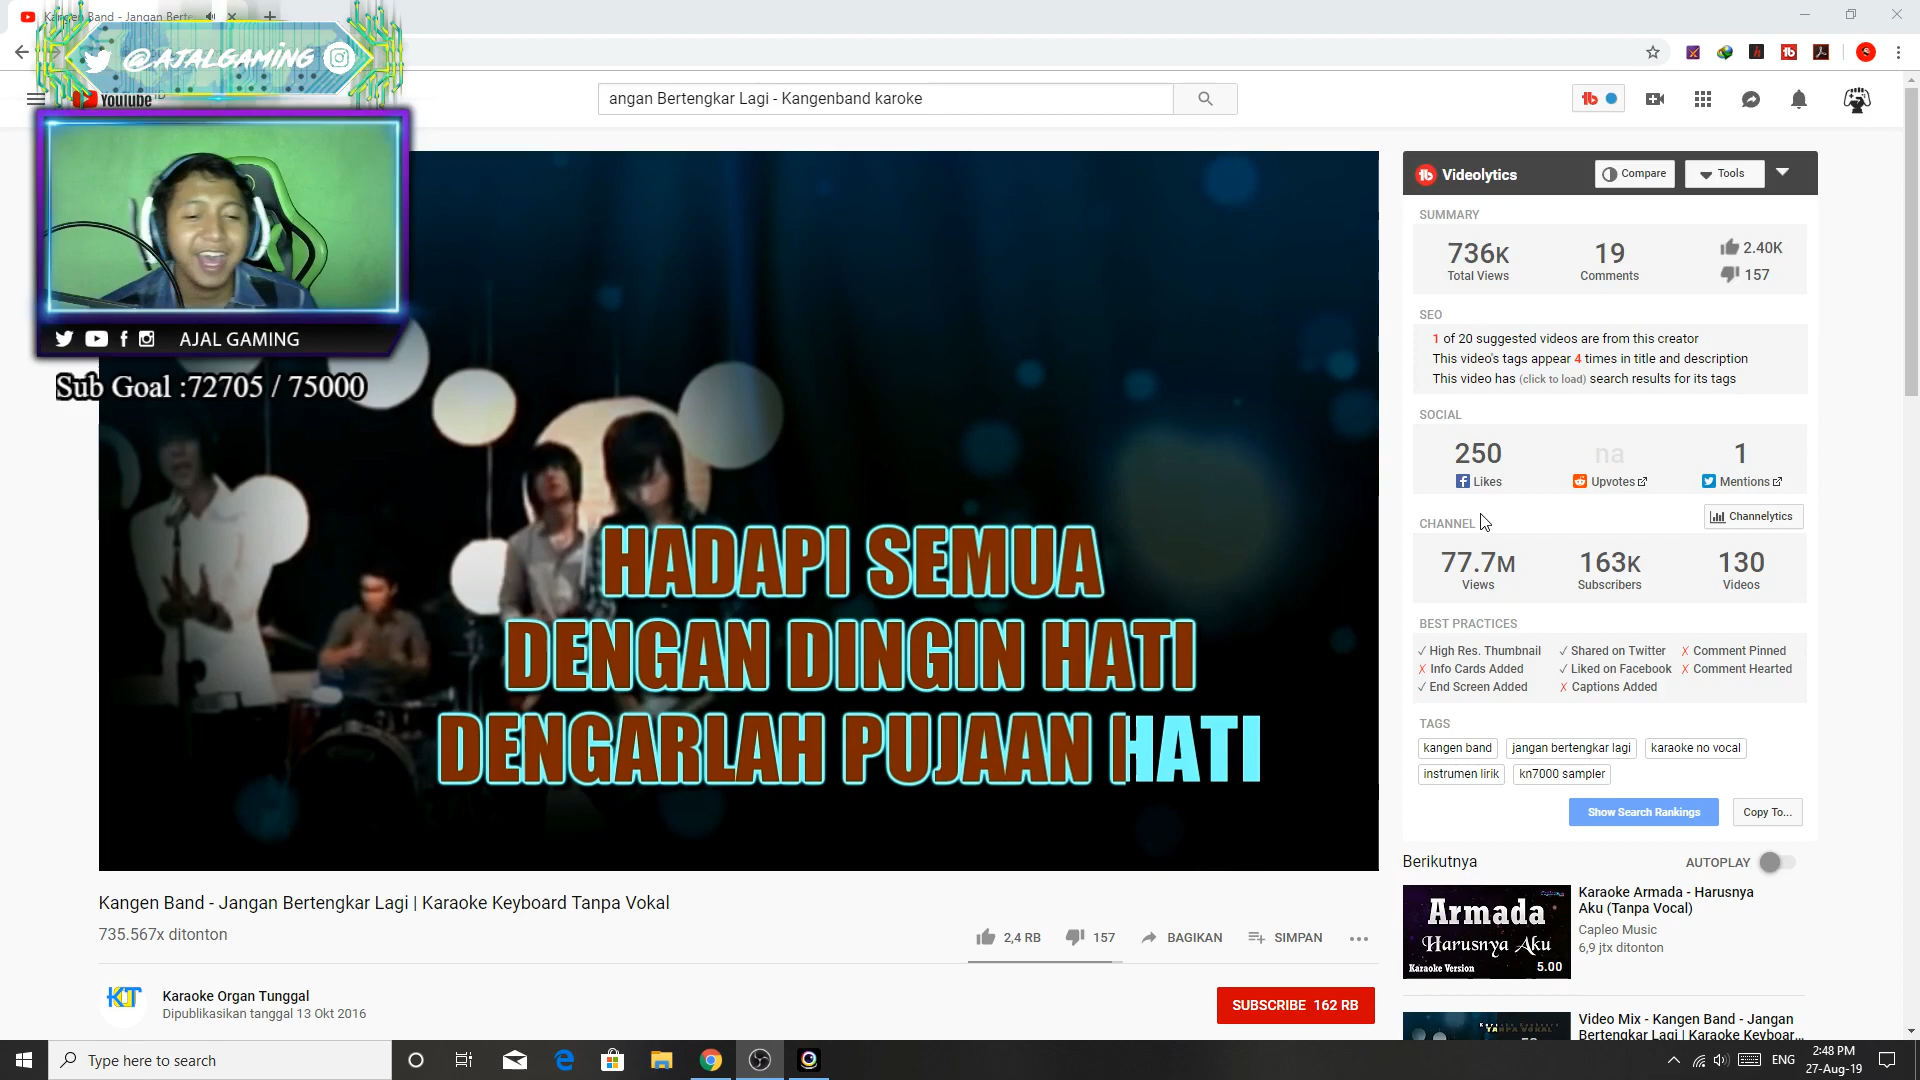 Kangen Band - Jangan Berte
@AJALGAMING
YouTube
angan Bertengkar Lagi - Kangenband karoke
AJAL GAMING
Sub Goal :72705 / 75000
HADAPI SEMUA
DENGAN DINGIN HATI
DENGARLAH PUJAAN HATI
Videolytics
Compare
Tools
SUMMARY
736K
Total Views
19
Comments
2.40K
157
SEO
1 of 20 suggested videos are from this creator
This video's tags appear 4 times in title and description
This video has (click to load) search results for its tags
SOCIAL
250
Likes
na
Upvotes
1
Mentions
CHANNEL
Channelytics
77.7M
Views
163K
Subscribers
130
Videos
BEST PRACTICES
✓ High Res. Thumbnail
✓ Shared on Twitter
✗ Comment Pinned
✗ Info Cards Added
✓ Liked on Facebook
✗ Comment Hearted
✓ End Screen Added
✗ Captions Added
TAGS
kangen band
jangan bertengkar lagi
karaoke no vocal
instrumen lirik
kn7000 sampler
Show Search Rankings
Copy To...
Kangen Band - Jangan Bertengkar Lagi | Karaoke Keyboard Tanpa Vokal
735.567x ditonton
2,4 RB
157
BAGIKAN
SIMPAN
KOT
Karaoke Organ Tunggal
Dipublikasikan tanggal 13 Okt 2016
SUBSCRIBE 162 RB
Berikutnya
AUTOPLAY
Armada
Harusnya Aku
Karaoke Version
5.00
Karaoke Armada - Harusnya
Aku (Tanpa Vocal)
Capleo Music
6,9 jtx ditonton
Video Mix - Kangen Band - Jangan
Bertengkar Lagi | Karaoke Keyboar...
Type here to search
ENG
2:48 PM
27-Aug-19